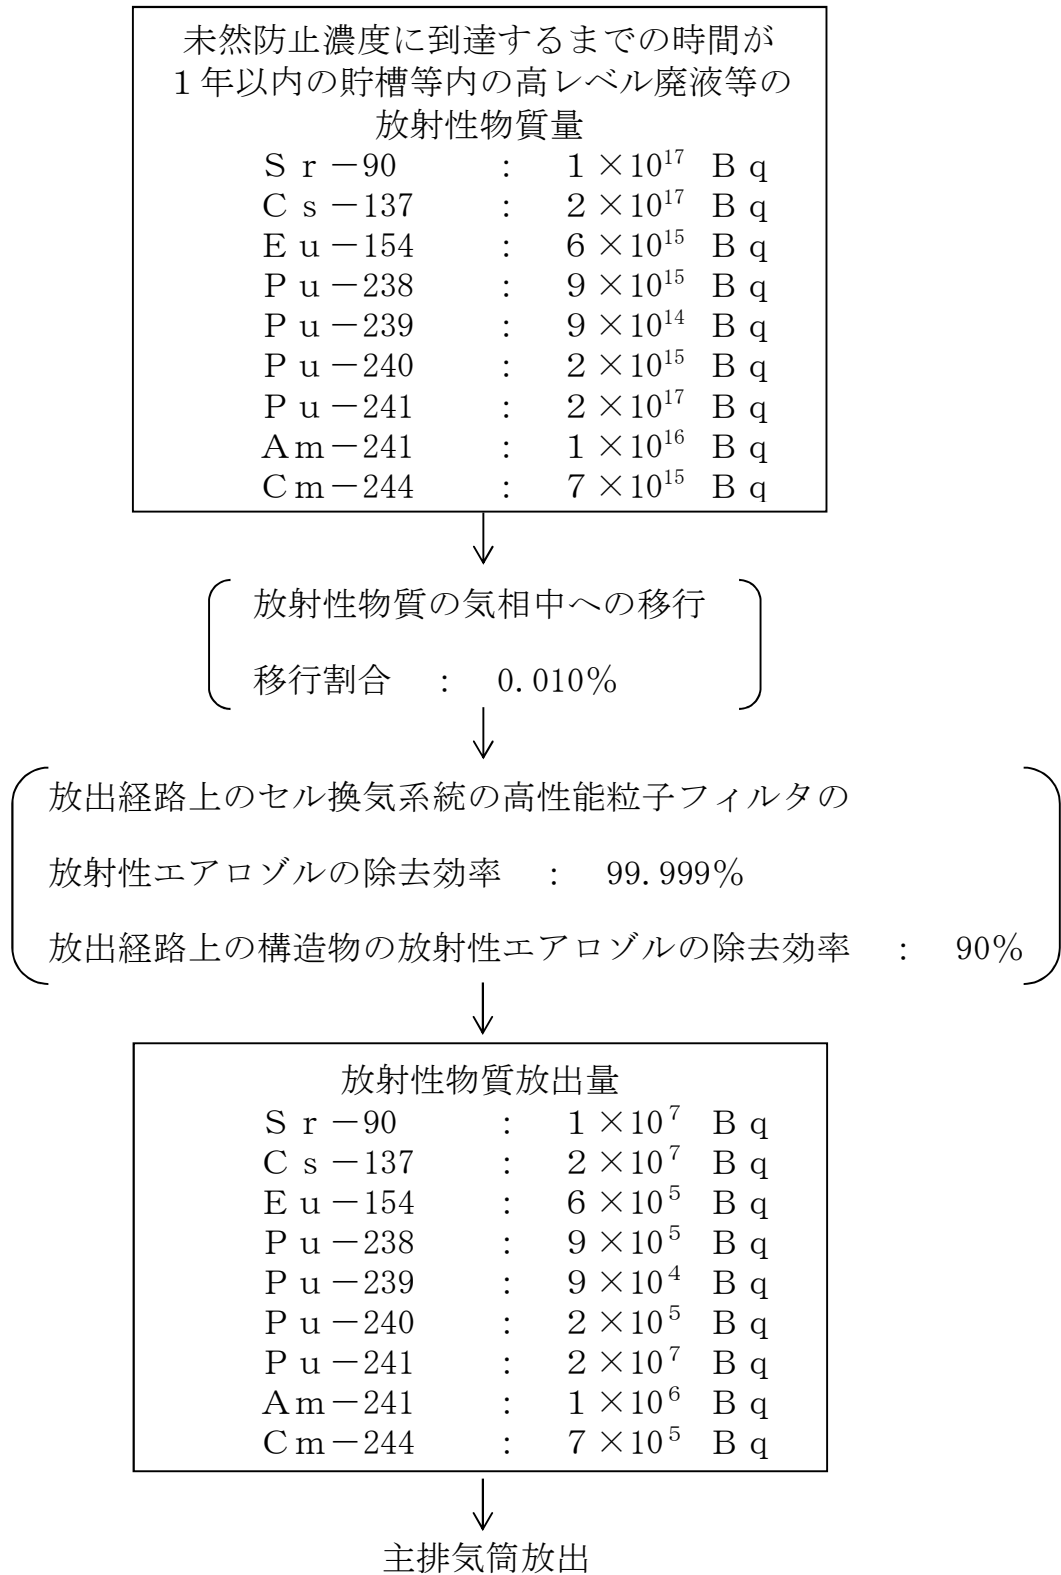 未然防止濃度に到達するまでの時間が
１年以内の貯槽等内の高レベル廃液等の
放射性物質量
Ｓｒ－90 : １×10¹⁷ Ｂｑ
Ｃｓ－137 : ２×10¹⁷ Ｂｑ
Ｅｕ－154 : ６×10¹⁵ Ｂｑ
Ｐｕ－238 : ９×10¹⁵ Ｂｑ
Ｐｕ－239 : ９×10¹⁴ Ｂｑ
Ｐｕ－240 : ２×10¹⁵ Ｂｑ
Ｐｕ－241 : ２×10¹⁷ Ｂｑ
Ａｍ－241 : １×10¹⁶ Ｂｑ
Ｃｍ－244 : ７×10¹⁵ Ｂｑ
放射性物質の気相中への移行
移行割合 : 0.010％
放出経路上のセル換気系統の高性能粒子フィルタの
放射性エアロゾルの除去効率 : 99.999％
放出経路上の構造物の放射性エアロゾルの除去効率 : 90％
放射性物質放出量
Ｓｒ－90 : １×10⁷ Ｂｑ
Ｃｓ－137 : ２×10⁷ Ｂｑ
Ｅｕ－154 : ６×10⁵ Ｂｑ
Ｐｕ－238 : ９×10⁵ Ｂｑ
Ｐｕ－239 : ９×10⁴ Ｂｑ
Ｐｕ－240 : ２×10⁵ Ｂｑ
Ｐｕ－241 : ２×10⁷ Ｂｑ
Ａｍ－241 : １×10⁶ Ｂｑ
Ｃｍ－244 : ７×10⁵ Ｂｑ
主排気筒放出